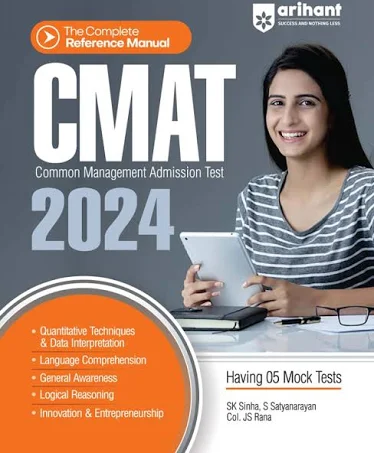 The Complete
Reference Manual
arihant
SUCCESS AND NOTHING LESS
CMAT
Common Management Admission Test
2024
• Quantitative Techniques
& Data Interpretation
• Language Comprehension
• General Awareness
• Logical Reasoning
• Innovation & Entrepreneurship
Having 05 Mock Tests
SK Sinha, S Satyanarayan
Col. JS Rana